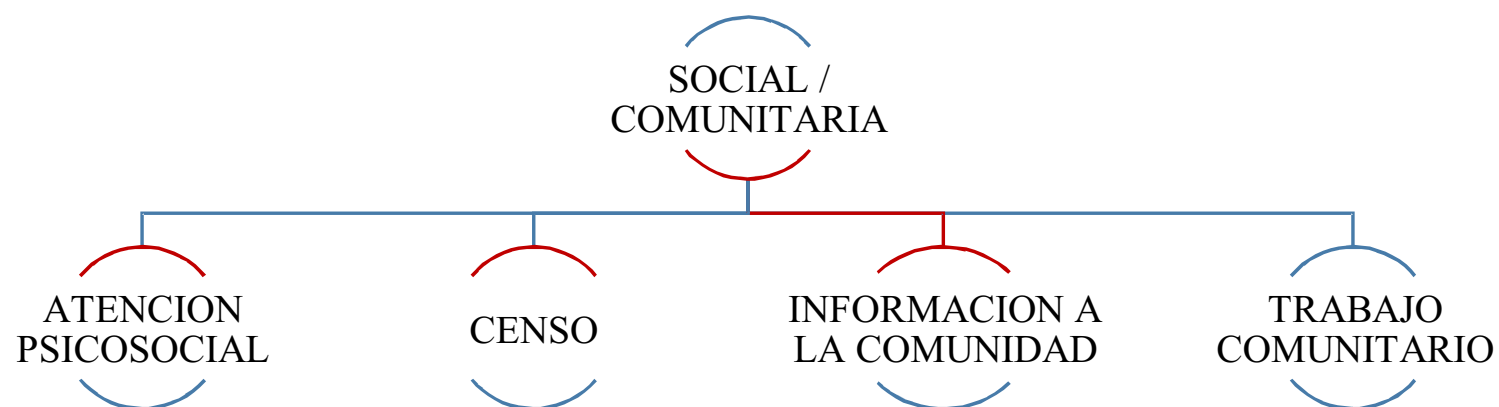 SOCIAL /
COMUNITARIA
ATENCION
PSICOSOCIAL
CENSO
INFORMACION A
LA COMUNIDAD
TRABAJO
COMUNITARIO